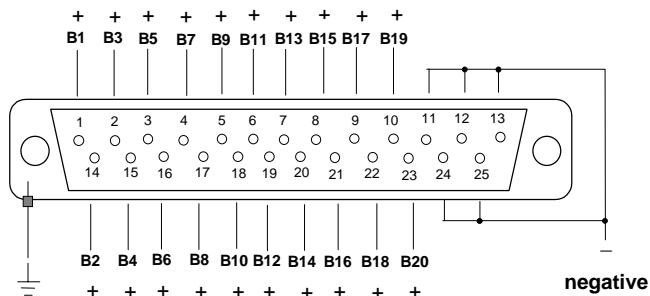 + + + + + + + + + +
B1 B3 B5 B7 B9 B11 B13 B15 B17 B19
1 2 3 4 5 6 7 8 9 10 11 12 13
14 15 16 17 18 19 20 21 22 23 24 25
B2 B4 B6 B8 B10 B12 B14 B16 B18 B20
+ + + + + + + + + +
–
negative